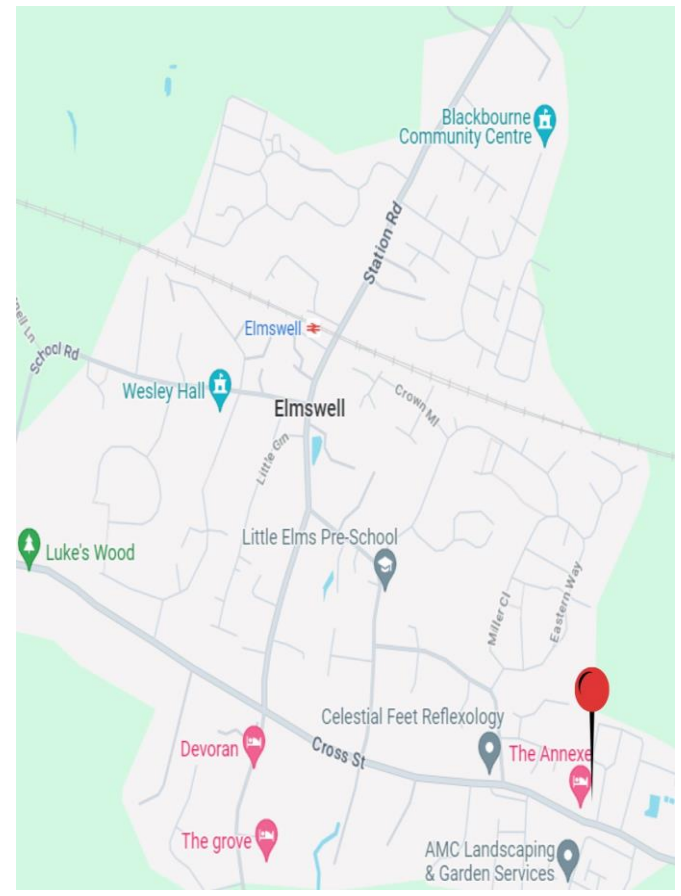 Blackbourne
Community Centre
Station Rd
Elmswell
School Rd
Wesley Hall
Elmswell
Crown Ml
Little Grn
Luke's Wood
Little Elms Pre-School
Miller Cl
Eastern Way
Celestial Feet Reflexology
Devoran
Cross St
The Annexe
The grove
AMC Landscaping
& Garden Services